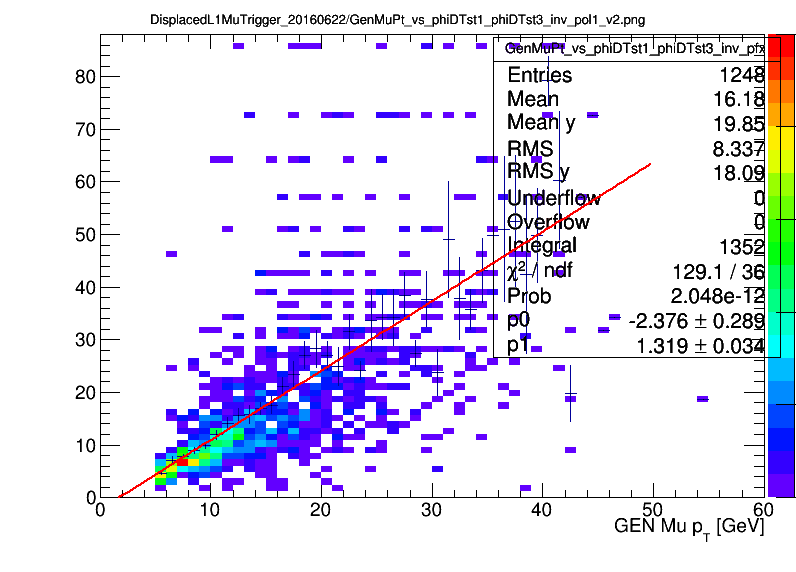 DisplacedL1MuTrigger_20160622/GenMuPt_vs_phiDTst1_phiDTst3_inv_pol1_v2.png
GenMuPt_vs_phiDTst1_phiDTst3_inv_pfx
Entries 1248
Mean 16.18
Mean y 19.85
RMS 8.337
RMS y 18.09
Underflow 0
Overflow 0
Integral 1352
χ² / ndf 129.1 / 36
Prob 2.048e-12
p0 -2.376 ± 0.289
p1 1.319 ± 0.034
80
70
60
50
40
30
20
10
0
0 10 20 30 40 50 60
GEN Mu p_T [GeV]